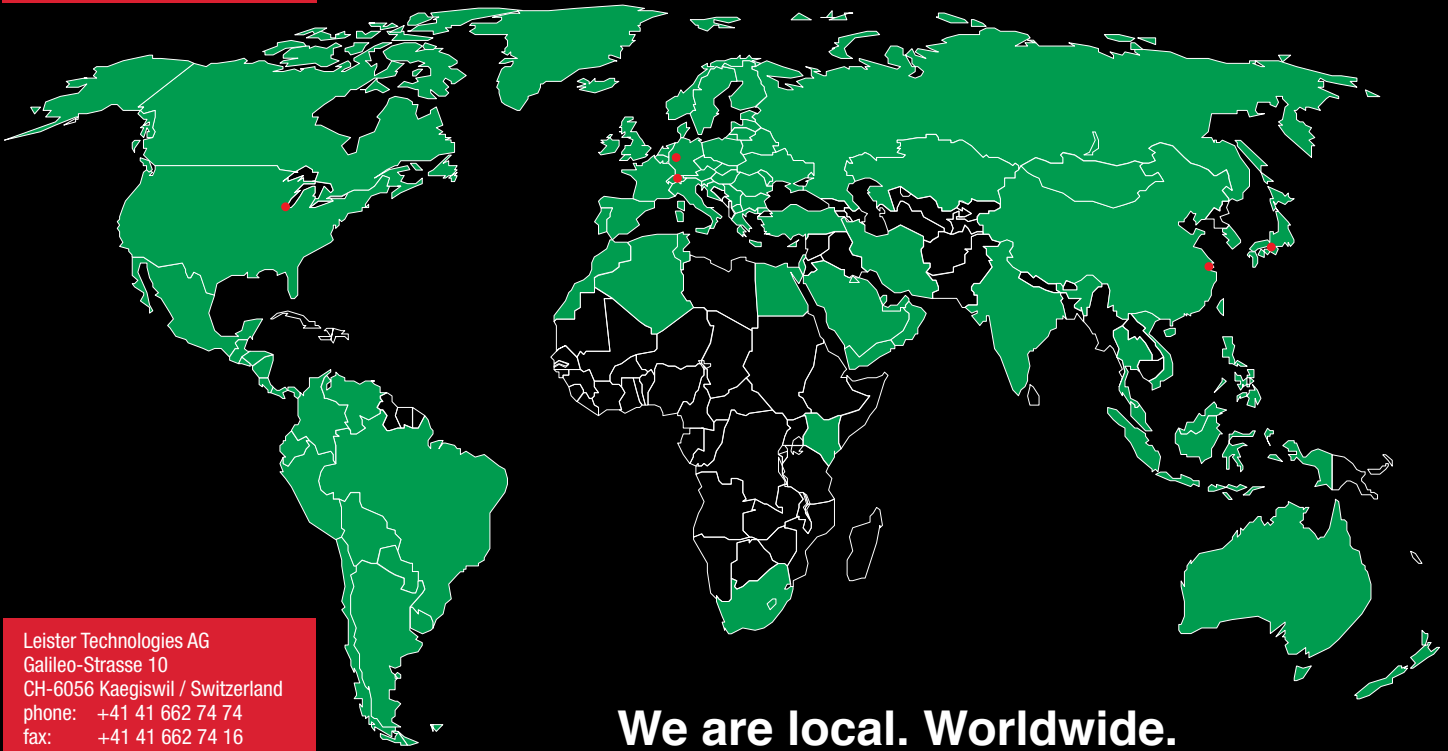 Leister Technologies AG
Galileo-Strasse 10
CH-6056 Kaegiswil / Switzerland
phone: +41 41 662 74 74
fax: +41 41 662 74 16
We are local. Worldwide.